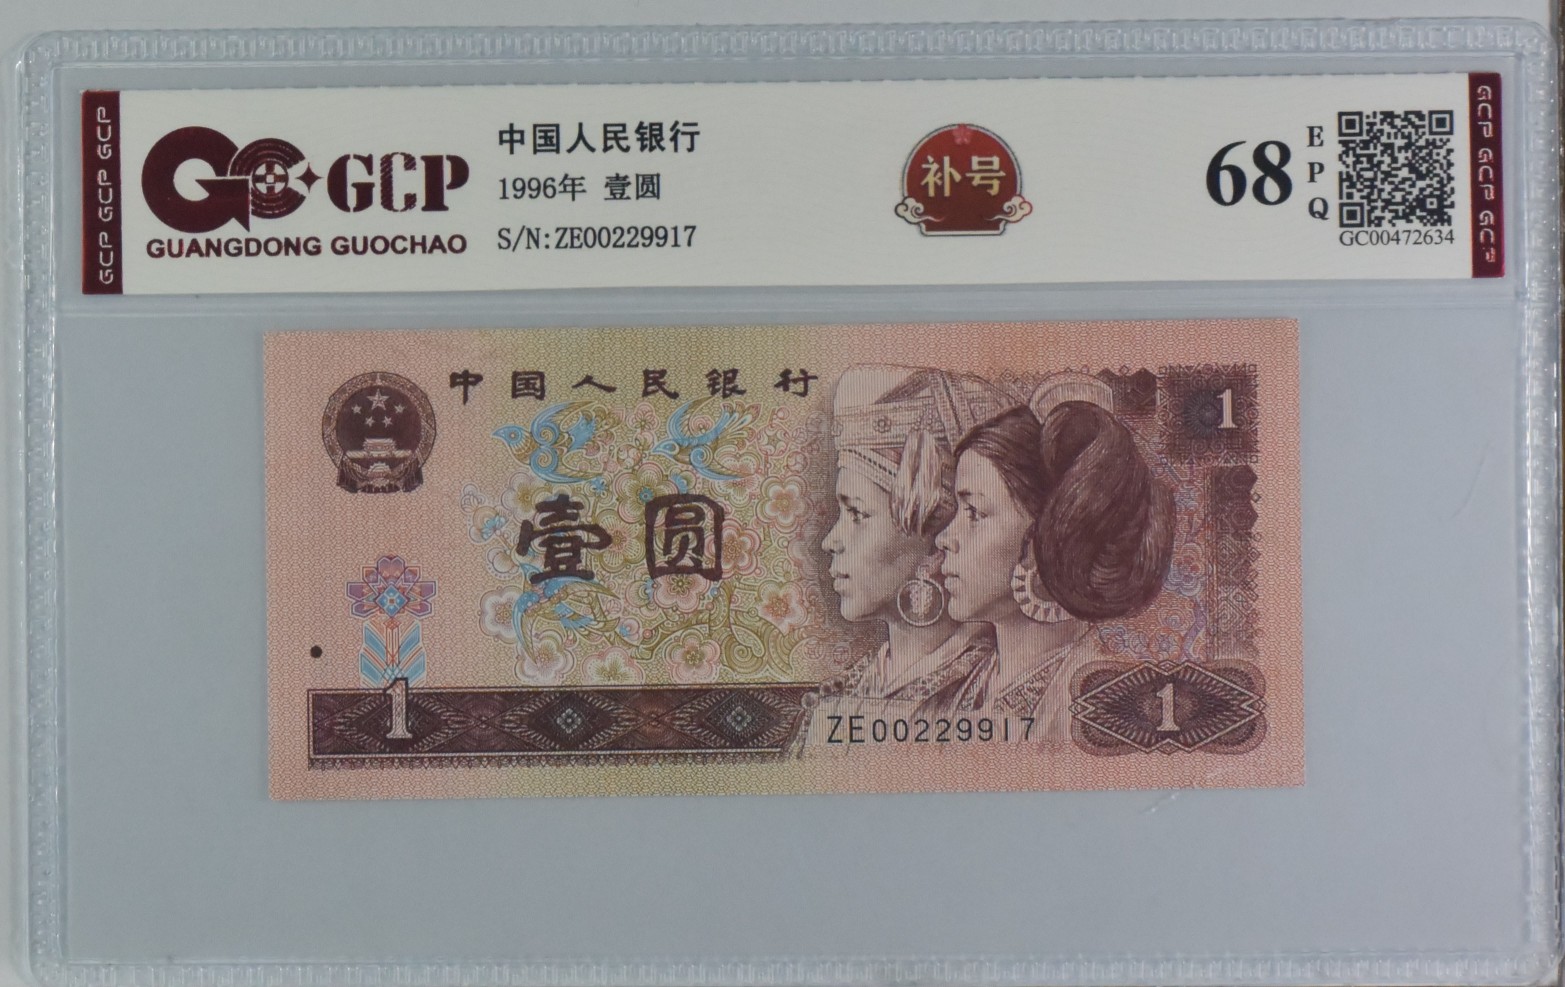 GCP GCP GCP
GCP
GUANGDONG GUOCHAO
中国人民银行
1996年 壹圆
S/N:ZE00229917
补号
68
EPQ
GC00472634
GCP GCP GCP
中国人民银行
1
壹圆
1
ZE00229917
1